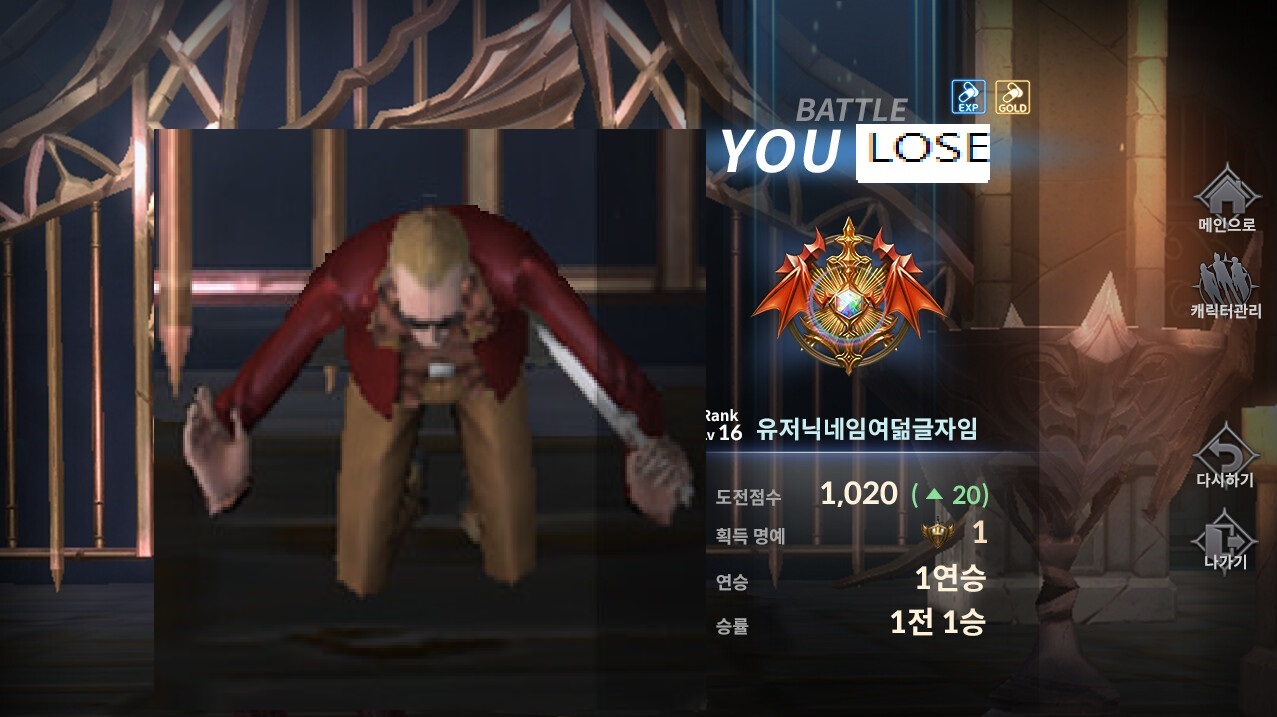 EXP GOLD
BATTLE
YOU LOSE
메인으로
캐릭터관리
Rank
Lv 16 유저닉네임여덟글자임
도전점수 1,020 (▲ 20)
획득 명예 1
연승 1연승
승률 1전 1승
다시하기
나가기